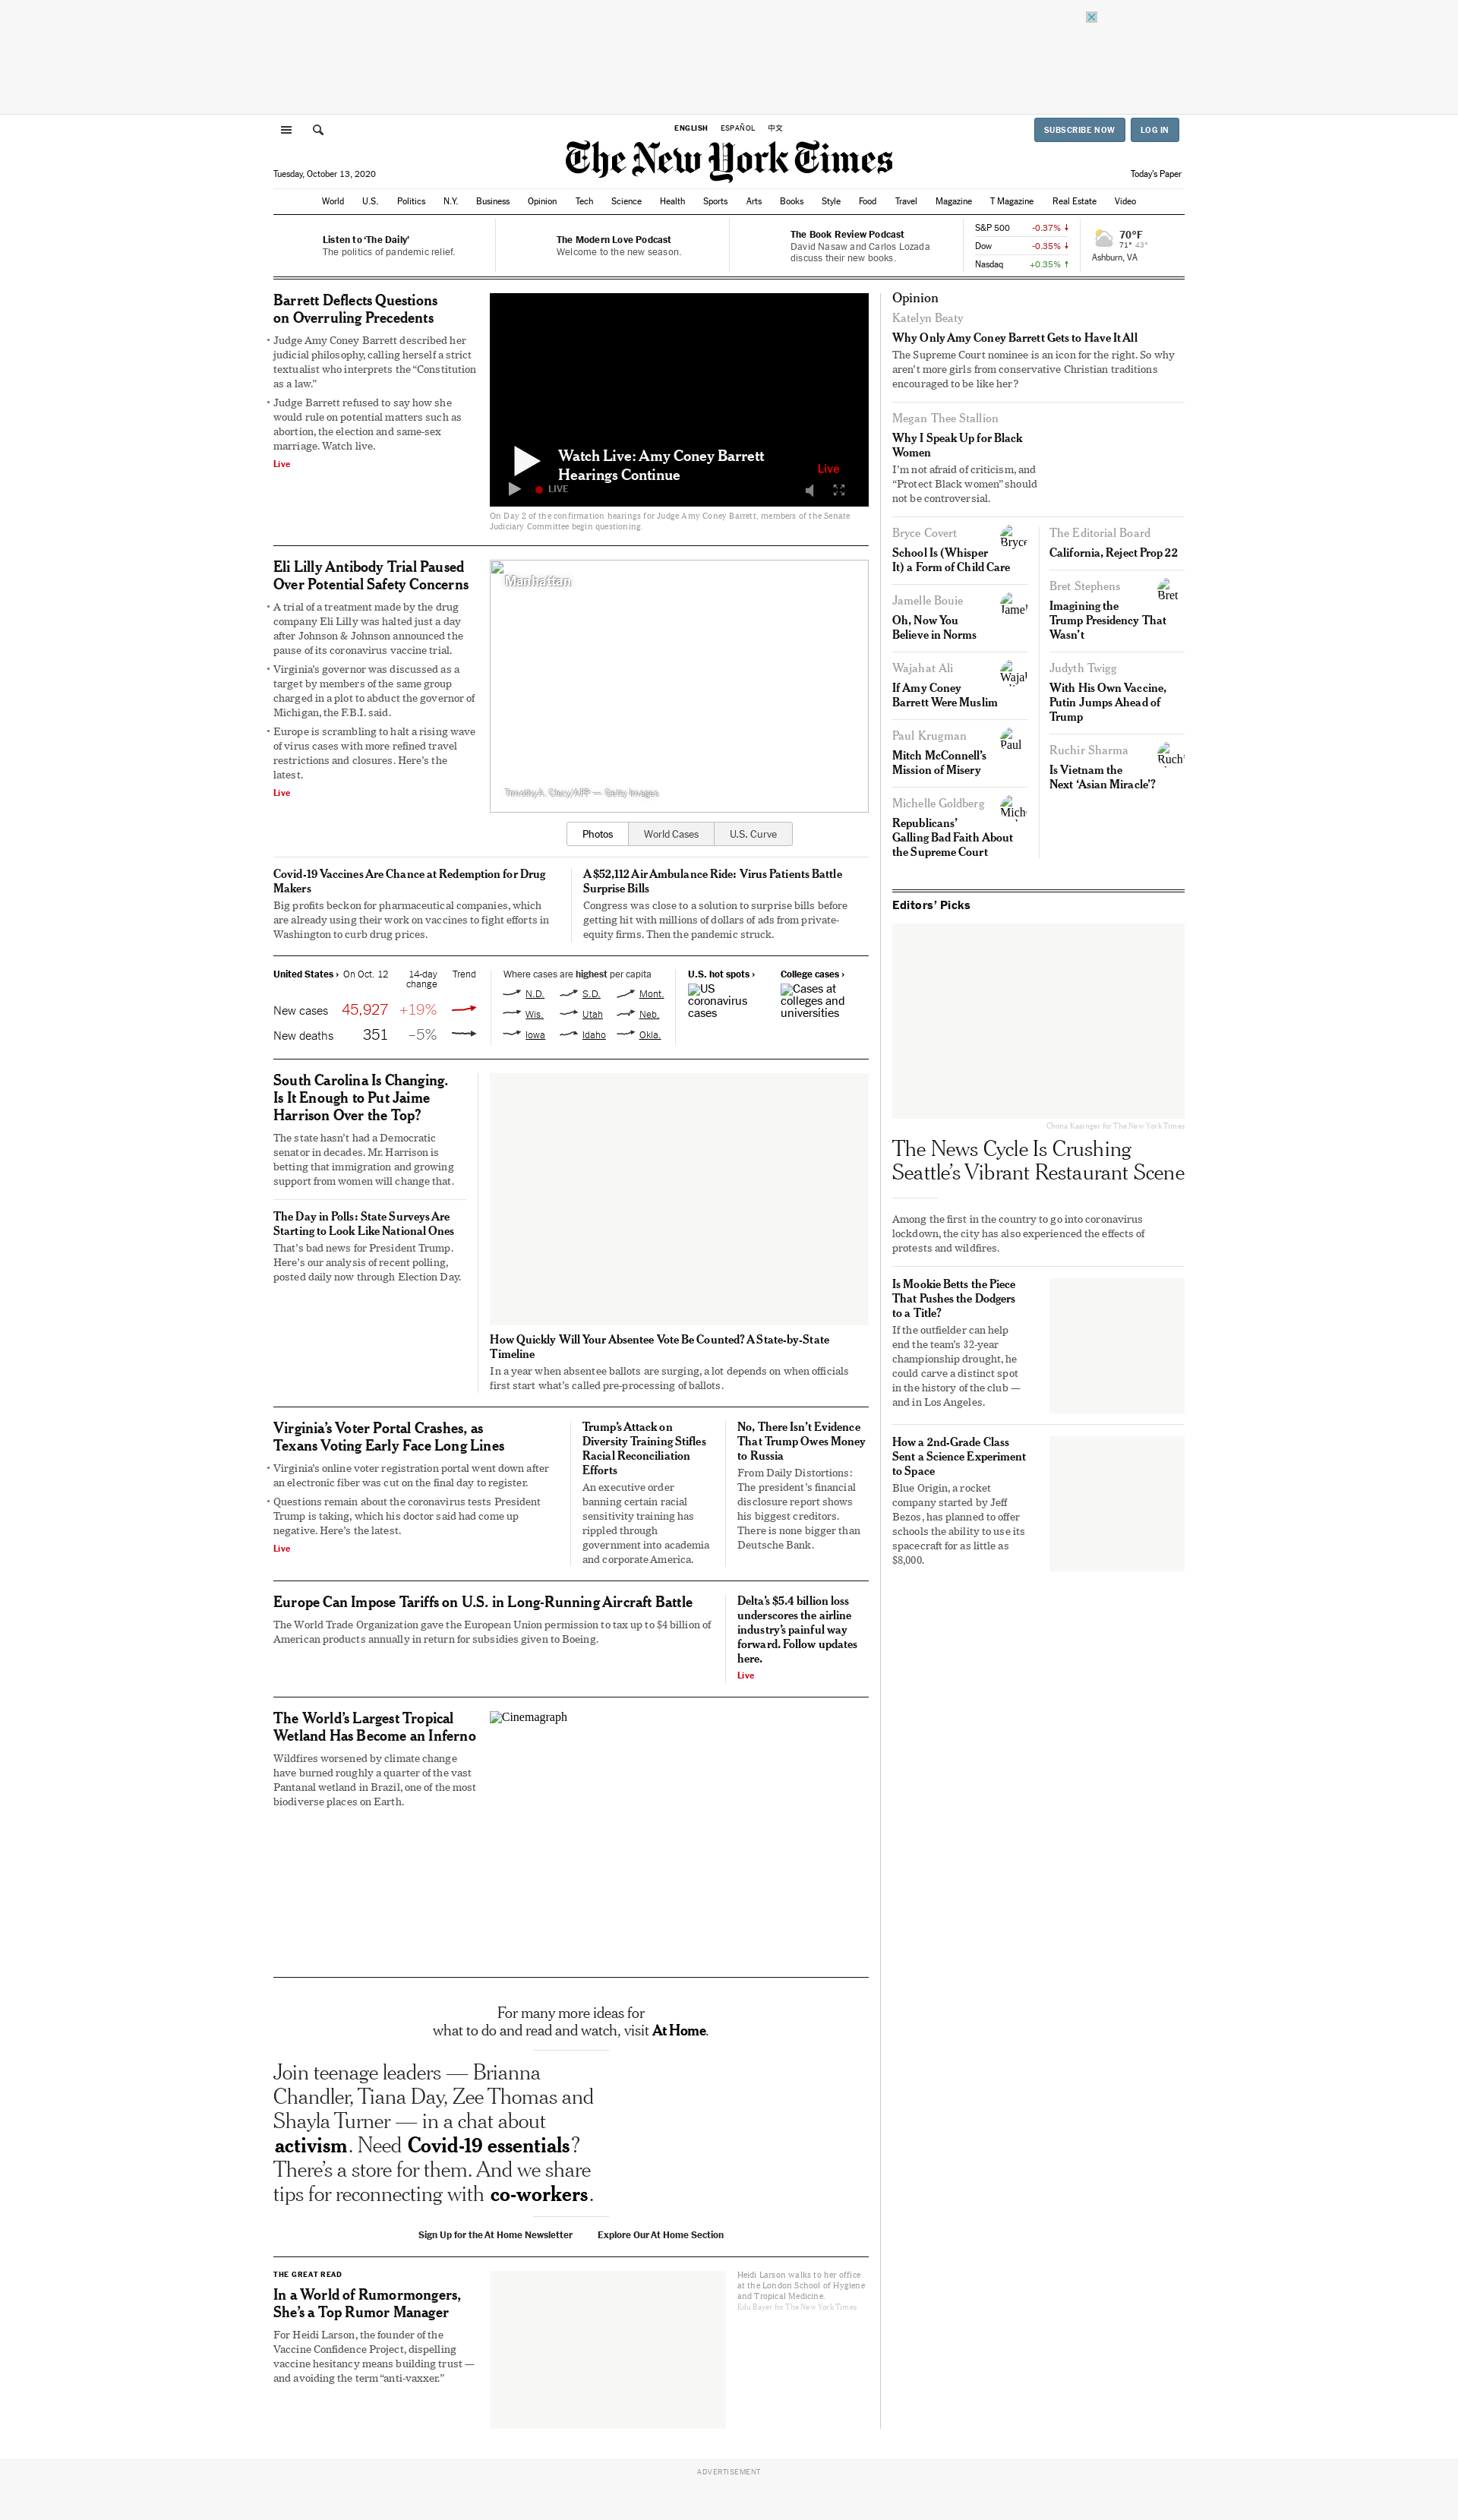 ENGLISH ESPAÑOL 中文
SUBSCRIBE NOW LOG IN
The New York Times
Tuesday, October 13, 2020
Today's Paper
World U.S. Politics N.Y. Business Opinion Tech Science Health Sports Arts Books Style Food Travel Magazine T Magazine Real Estate Video
Listen to ‘The Daily’
The politics of pandemic relief.
The Modern Love Podcast
Welcome to the new season.
The Book Review Podcast
David Nasaw and Carlos Lozada
discuss their new books.
S&P 500 -0.37% ↓
Dow -0.35% ↓
Nasdaq +0.35% ↑
70°F
71° 43°
Ashburn, VA
Barrett Deflects Questions
on Overruling Precedents
• Judge Amy Coney Barrett described her
judicial philosophy, calling herself a strict
textualist who interprets the “Constitution
as a law.”
• Judge Barrett refused to say how she
would rule on potential matters such as
abortion, the election and same-sex
marriage. Watch live.
Live
Watch Live: Amy Coney Barrett
Hearings Continue
Live
LIVE
On Day 2 of the confirmation hearings for Judge Amy Coney Barrett, members of the Senate
Judiciary Committee begin questioning.
Eli Lilly Antibody Trial Paused
Over Potential Safety Concerns
• A trial of a treatment made by the drug
company Eli Lilly was halted just a day
after Johnson & Johnson announced the
pause of its coronavirus vaccine trial.
• Virginia’s governor was discussed as a
target by members of the same group
charged in a plot to abduct the governor of
Michigan, the F.B.I. said.
• Europe is scrambling to halt a rising wave
of virus cases with more refined travel
restrictions and closures. Here’s the
latest.
Live
Manhattan
Timothy A. Clary/AFP — Getty Images
Photos World Cases U.S. Curve
Covid-19 Vaccines Are Chance at Redemption for Drug
Makers
Big profits beckon for pharmaceutical companies, which
are already using their work on vaccines to fight efforts in
Washington to curb drug prices.
A $52,112 Air Ambulance Ride: Virus Patients Battle
Surprise Bills
Congress was close to a solution to surprise bills before
getting hit with millions of dollars of ads from private-
equity firms. Then the pandemic struck.
United States › On Oct. 12 14-day
change Trend
New cases 45,927 +19%
New deaths 351 –5%
Where cases are highest per capita
N.D. S.D. Mont.
Wis. Utah Neb.
Iowa Idaho Okla.
U.S. hot spots ›
US
coronavirus
cases
College cases ›
Cases at
colleges and
universities
South Carolina Is Changing.
Is It Enough to Put Jaime
Harrison Over the Top?
The state hasn’t had a Democratic
senator in decades. Mr. Harrison is
betting that immigration and growing
support from women will change that.
The Day in Polls: State Surveys Are
Starting to Look Like National Ones
That’s bad news for President Trump.
Here’s our analysis of recent polling,
posted daily now through Election Day.
How Quickly Will Your Absentee Vote Be Counted? A State-by-State
Timeline
In a year when absentee ballots are surging, a lot depends on when officials
first start what’s called pre-processing of ballots.
Virginia’s Voter Portal Crashes, as
Texans Voting Early Face Long Lines
• Virginia’s online voter registration portal went down after
an electronic fiber was cut on the final day to register.
• Questions remain about the coronavirus tests President
Trump is taking, which his doctor said had come up
negative. Here’s the latest.
Live
Trump’s Attack on
Diversity Training Stifles
Racial Reconciliation
Efforts
An executive order
banning certain racial
sensitivity training has
rippled through
government into academia
and corporate America.
No, There Isn’t Evidence
That Trump Owes Money
to Russia
From Daily Distortions:
The president’s financial
disclosure report shows
his biggest creditors.
There is none bigger than
Deutsche Bank.
Europe Can Impose Tariffs on U.S. in Long-Running Aircraft Battle
The World Trade Organization gave the European Union permission to tax up to $4 billion of
American products annually in return for subsidies given to Boeing.
Delta’s $5.4 billion loss
underscores the airline
industry’s painful way
forward. Follow updates
here.
Live
The World’s Largest Tropical
Wetland Has Become an Inferno
Wildfires worsened by climate change
have burned roughly a quarter of the vast
Pantanal wetland in Brazil, one of the most
biodiverse places on Earth.
Cinemagraph
For many more ideas for
what to do and read and watch, visit At Home.
Join teenage leaders — Brianna
Chandler, Tiana Day, Zee Thomas and
Shayla Turner — in a chat about
activism. Need Covid-19 essentials?
There’s a store for them. And we share
tips for reconnecting with co-workers.
Sign Up for the At Home Newsletter Explore Our At Home Section
THE GREAT READ
In a World of Rumormongers,
She’s a Top Rumor Manager
For Heidi Larson, the founder of the
Vaccine Confidence Project, dispelling
vaccine hesitancy means building trust —
and avoiding the term “anti-vaxxer.”
Heidi Larson walks to her office
at the London School of Hygiene
and Tropical Medicine.
Edu Bayer for The New York Times
Opinion
Katelyn Beaty
Why Only Amy Coney Barrett Gets to Have It All
The Supreme Court nominee is an icon for the right. So why
aren’t more girls from conservative Christian traditions
encouraged to be like her?
Megan Thee Stallion
Why I Speak Up for Black
Women
I’m not afraid of criticism, and
“Protect Black women” should
not be controversial.
Bryce Covert
Bryce
School Is (Whisper
It) a Form of Child Care
Jamelle Bouie
Oh, Now You
Believe in Norms
Wajahat Ali
If Amy Coney
Barrett Were Muslim
Paul Krugman
Paul
Mitch McConnell’s
Mission of Misery
Michelle Goldberg
Republicans’
Galling Bad Faith About
the Supreme Court
The Editorial Board
California, Reject Prop 22
Bret Stephens
Bret
Imagining the
Trump Presidency That
Wasn’t
Judyth Twigg
With His Own Vaccine,
Putin Jumps Ahead of
Trump
Ruchir Sharma
Is Vietnam the
Next ‘Asian Miracle’?
Editors’ Picks
Chona Kasinger for The New York Times
The News Cycle Is Crushing
Seattle’s Vibrant Restaurant Scene
Among the first in the country to go into coronavirus
lockdown, the city has also experienced the effects of
protests and wildfires.
Is Mookie Betts the Piece
That Pushes the Dodgers
to a Title?
If the outfielder can help
end the team’s 32-year
championship drought, he
could carve a distinct spot
in the history of the club —
and in Los Angeles.
How a 2nd-Grade Class
Sent a Science Experiment
to Space
Blue Origin, a rocket
company started by Jeff
Bezos, has planned to offer
schools the ability to use its
spacecraft for as little as
$8,000.
ADVERTISEMENT